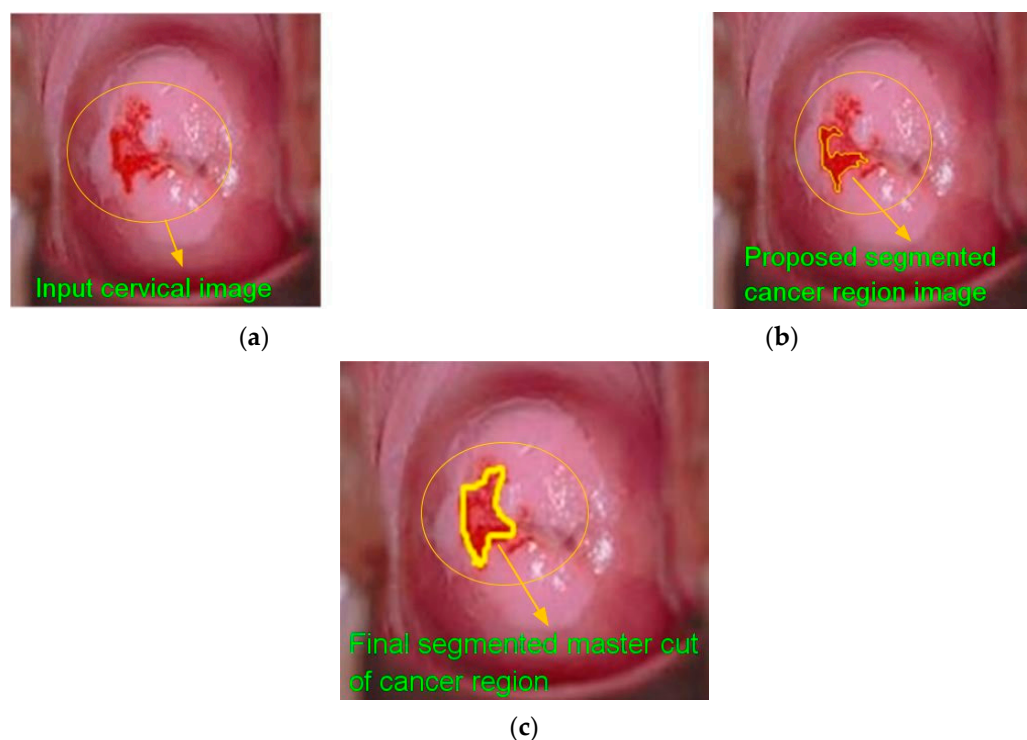 Input cervical image
(a)
Proposed segmented
cancer region image
(b)
Final segmented master cut
of cancer region
(c)